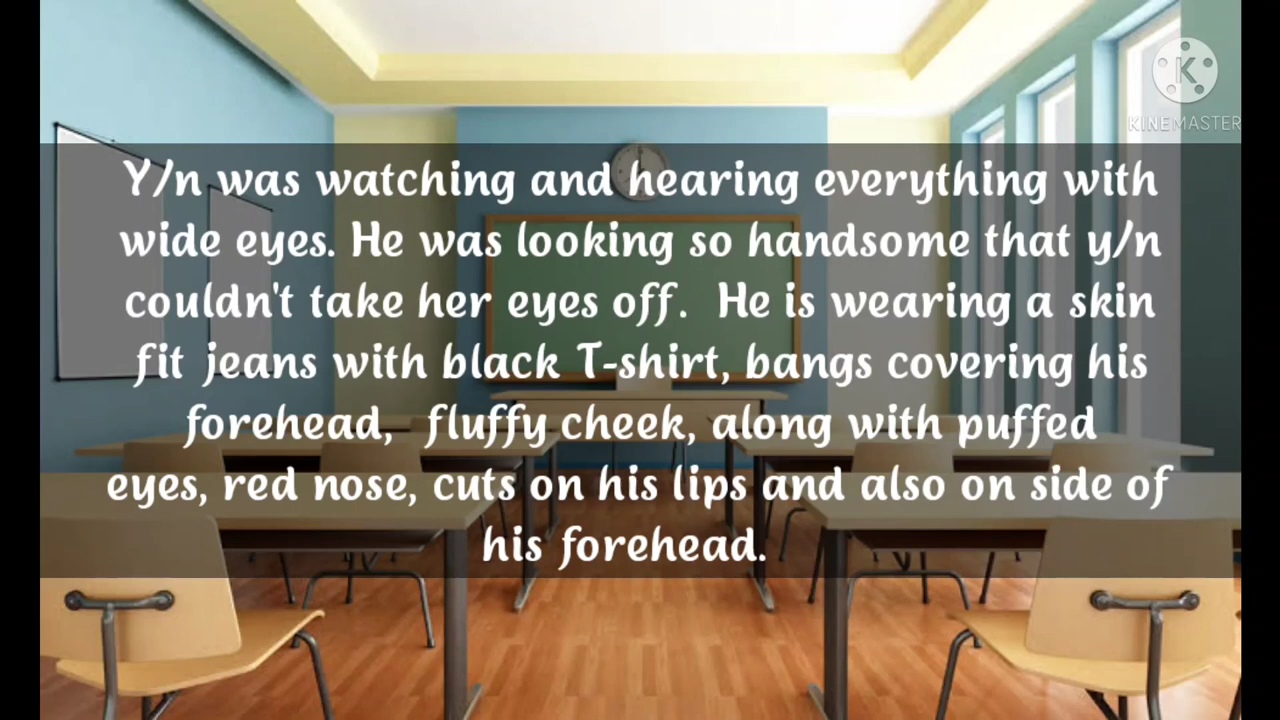 KINEMASTER
Y/n was watching and hearing everything with
wide eyes. He was looking so handsome that y/n
couldn't take her eyes off. He is wearing a skin
fit jeans with black T-shirt, bangs covering his
forehead, fluffy cheek, along with puffed
eyes, red nose, cuts on his lips and also on side of
his forehead.